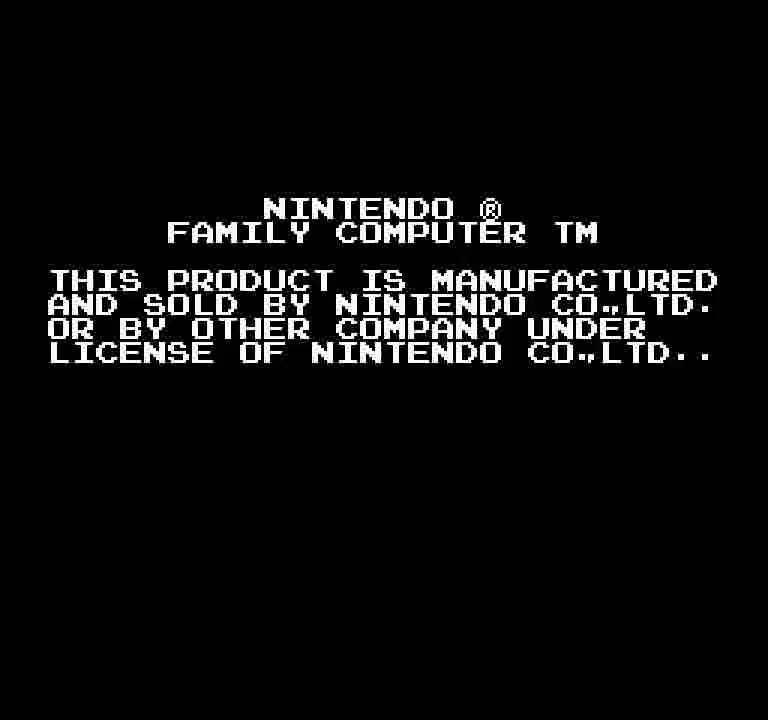 NINTENDO ®
FAMILY COMPUTER TM
THIS PRODUCT IS MANUFACTURED
AND SOLD BY NINTENDO CO.,LTD.
OR BY OTHER COMPANY UNDER
LICENSE OF NINTENDO CO.,LTD..